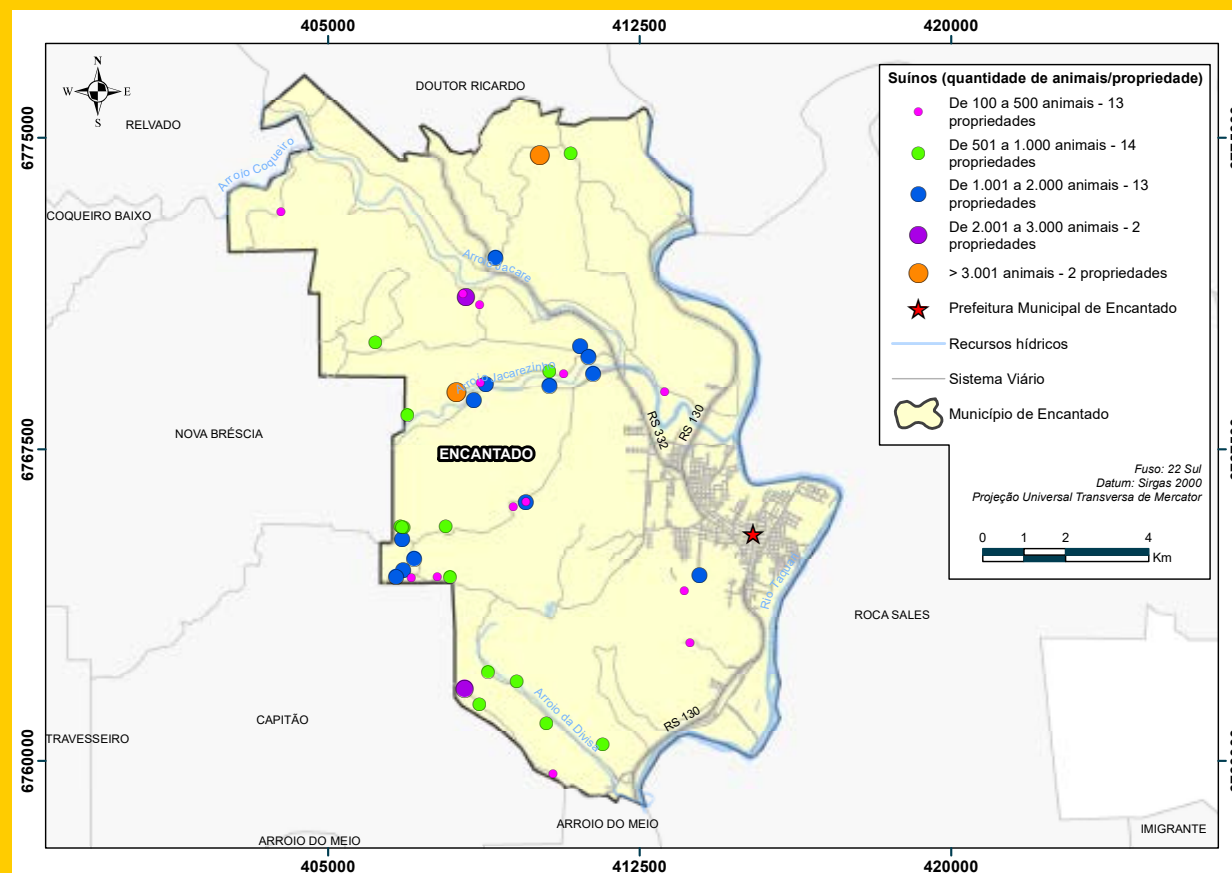 405000
412500
420000
N
W
E
S
DOUTOR RICARDO
RELVADO
6775000
Arroio Coqueiro
COQUEIRO BAIXO
Arroio Jacaré
Arroio Jacarezinho
NOVA BRÉSCIA
ENCANTADO
RS 332
RS 130
6767500
Rio Taquari
ROCA SALES
CAPITÃO
Arroio da Divisa
RS 130
TRAVESSEIRO
6760000
ARROIO DO MEIO
ARROIO DO MEIO
IMIGRANTE
Suínos (quantidade de animais/propriedade)
De 100 a 500 animais - 13
propriedades
De 501 a 1.000 animais - 14
propriedades
De 1.001 a 2.000 animais - 13
propriedades
De 2.001 a 3.000 animais - 2
propriedades
> 3.001 animais - 2 propriedades
Prefeitura Municipal de Encantado
Recursos hídricos
Sistema Viário
Município de Encantado
Fuso: 22 Sul
Datum: Sirgas 2000
Projeção Universal Transversa de Mercator
0 1 2 4
Km
405000
412500
420000